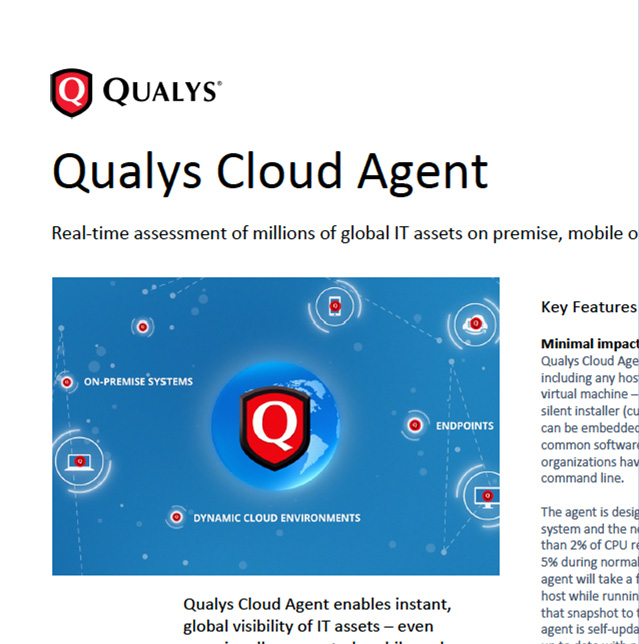 QUALYS®
Qualys Cloud Agent
Real-time assessment of millions of global IT assets on premise, mobile o
ON-PREMISE SYSTEMS
Q
ENDPOINTS
DYNAMIC CLOUD ENVIRONMENTS
Qualys Cloud Agent enables instant,
global visibility of IT assets – even
Key Features
Minimal impact
Qualys Cloud Age
including any hos
virtual machine –
silent installer (cu
can be embedded
common software
organizations hav
command line.
The agent is desig
system and the ne
than 2% of CPU re
5% during normal
agent will take a f
host while runnin
that snapshot to t
agent is self-upda